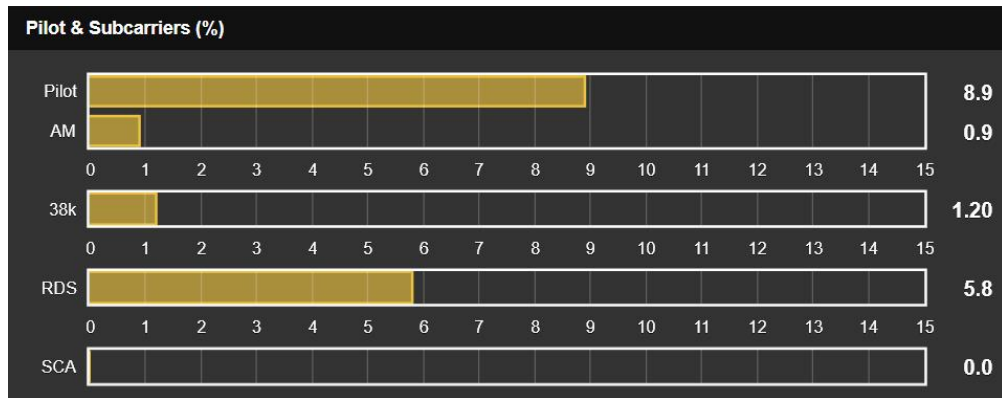 Pilot & Subcarriers (%)
Pilot 8.9
AM 0.9
0 1 2 3 4 5 6 7 8 9 10 11 12 13 14 15
38k 1.20
0 1 2 3 4 5 6 7 8 9 10 11 12 13 14 15
RDS 5.8
0 1 2 3 4 5 6 7 8 9 10 11 12 13 14 15
SCA 0.0